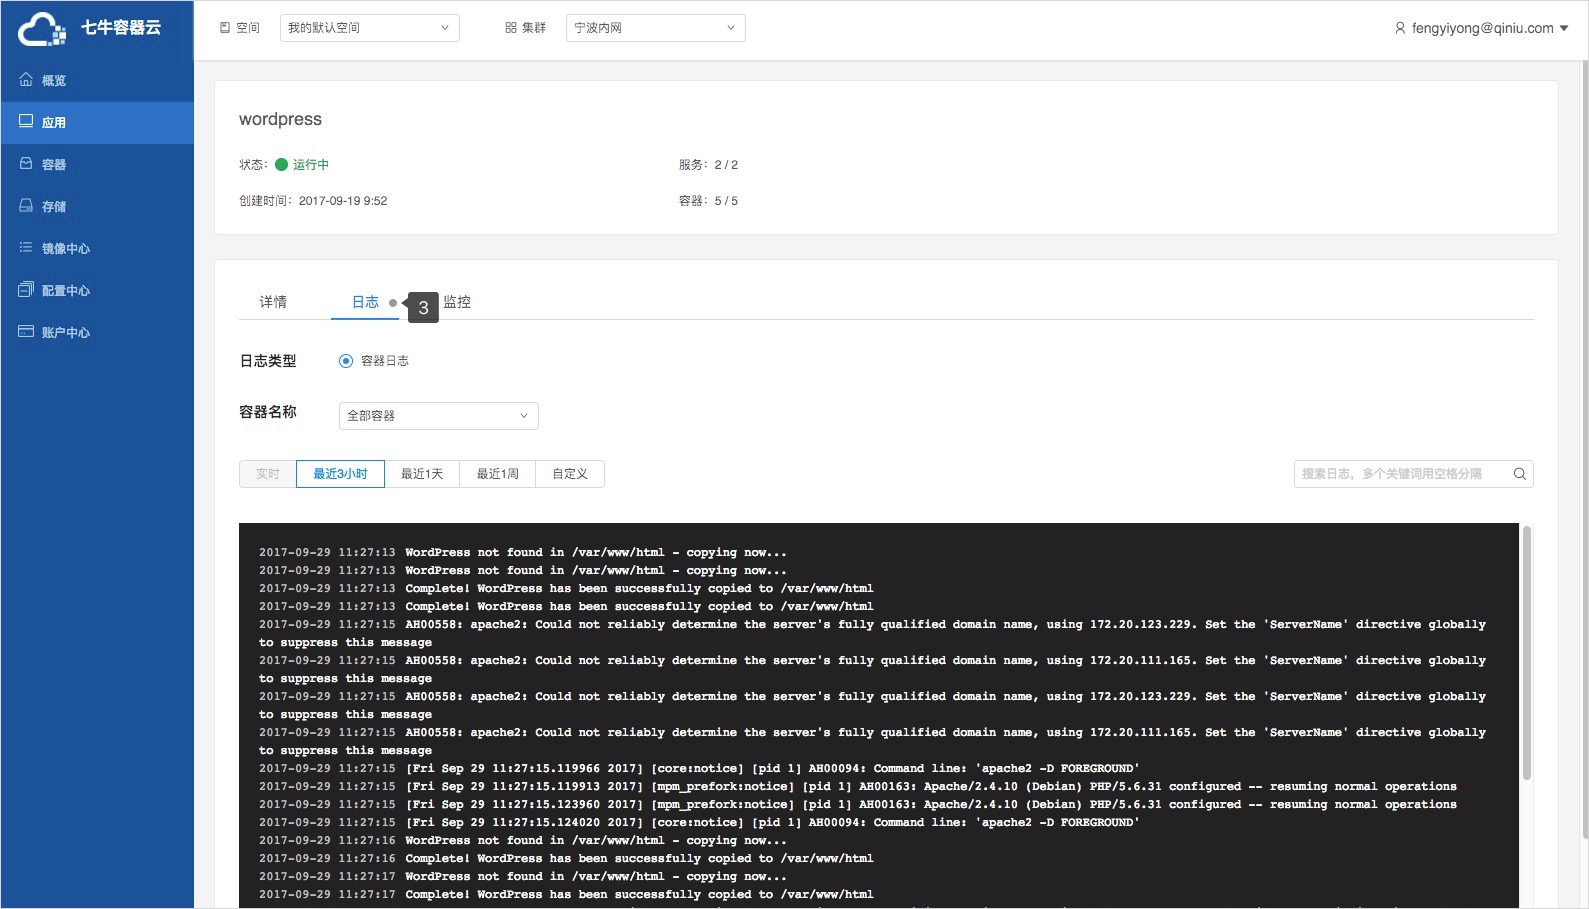 七牛容器云
空间 我的默认空间 集群 宁波内网 fengyiyong@qiniu.com
概览
应用
容器
存储
镜像中心
配置中心
账户中心
wordpress
状态: 运行中 服务: 2 / 2
创建时间: 2017-09-19 9:52 容器: 5 / 5
详情 日志 3 监控
日志类型 容器日志
容器名称 全部容器
实时 最近3小时 最近1天 最近1周 自定义 搜索日志，多个关键词用空格分隔
2017-09-29 11:27:13 WordPress not found in /var/www/html - copying now...
2017-09-29 11:27:13 WordPress not found in /var/www/html - copying now...
2017-09-29 11:27:13 Complete! WordPress has been successfully copied to /var/www/html
2017-09-29 11:27:13 Complete! WordPress has been successfully copied to /var/www/html
2017-09-29 11:27:15 AH00558: apache2: Could not reliably determine the server's fully qualified domain name, using 172.20.123.229. Set the 'ServerName' directive globally
to suppress this message
2017-09-29 11:27:15 AH00558: apache2: Could not reliably determine the server's fully qualified domain name, using 172.20.111.165. Set the 'ServerName' directive globally
to suppress this message
2017-09-29 11:27:15 AH00558: apache2: Could not reliably determine the server's fully qualified domain name, using 172.20.123.229. Set the 'ServerName' directive globally
to suppress this message
2017-09-29 11:27:15 AH00558: apache2: Could not reliably determine the server's fully qualified domain name, using 172.20.111.165. Set the 'ServerName' directive globally
to suppress this message
2017-09-29 11:27:15 [Fri Sep 29 11:27:15.119966 2017] [core:notice] [pid 1] AH00094: Command line: 'apache2 -D FOREGROUND'
2017-09-29 11:27:15 [Fri Sep 29 11:27:15.119913 2017] [mpm_prefork:notice] [pid 1] AH00163: Apache/2.4.10 (Debian) PHP/5.6.31 configured -- resuming normal operations
2017-09-29 11:27:15 [Fri Sep 29 11:27:15.123960 2017] [mpm_prefork:notice] [pid 1] AH00163: Apache/2.4.10 (Debian) PHP/5.6.31 configured -- resuming normal operations
2017-09-29 11:27:15 [Fri Sep 29 11:27:15.124020 2017] [core:notice] [pid 1] AH00094: Command line: 'apache2 -D FOREGROUND'
2017-09-29 11:27:16 WordPress not found in /var/www/html - copying now...
2017-09-29 11:27:16 Complete! WordPress has been successfully copied to /var/www/html
2017-09-29 11:27:17 WordPress not found in /var/www/html - copying now...
2017-09-29 11:27:17 Complete! WordPress has been successfully copied to /var/www/html